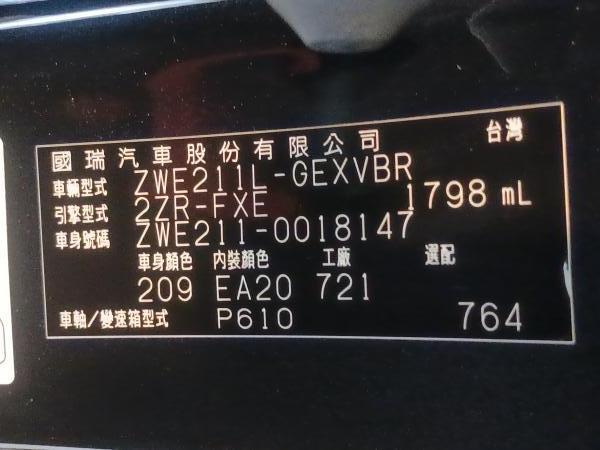 國瑞汽車股份有限公司 台灣
車輛型式 ZWE211L-GEXVBR
引擎型式 2ZR-FXE 1798 mL
車身號碼 ZWE211-0018147
車身顏色 內裝顏色 工廠 選配
209 EA20 721
車軸/變速箱型式 P610 764